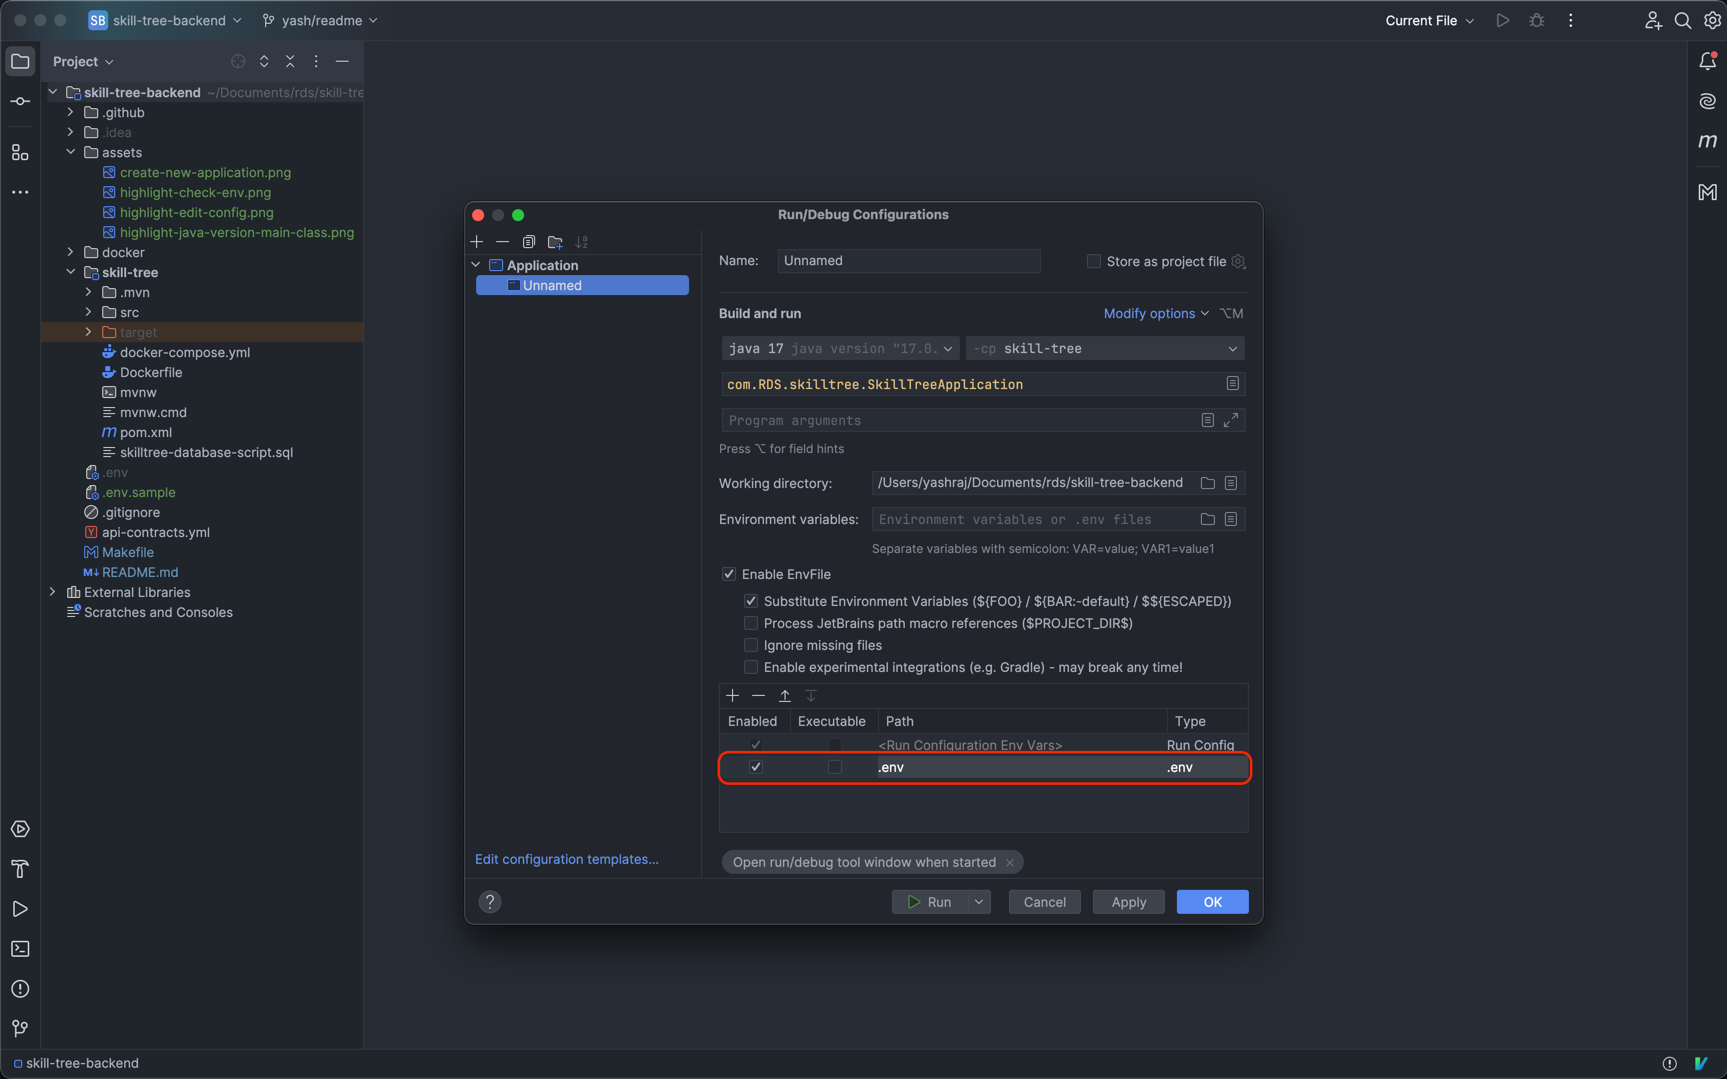 SB skill-tree-backend
yash/readme
Current File
Project
skill-tree-backend ~/Documents/rds/skill-tre
.github
.idea
assets
create-new-application.png
highlight-check-env.png
highlight-edit-config.png
highlight-java-version-main-class.png
docker
skill-tree
.mvn
src
target
docker-compose.yml
Dockerfile
mvnw
mvnw.cmd
pom.xml
skilltree-database-script.sql
.env
.env.sample
.gitignore
api-contracts.yml
Makefile
README.md
External Libraries
Scratches and Consoles
Run/Debug Configurations
Application
Unnamed
Edit configuration templates...
Name: Unnamed
Store as project file
Build and run
Modify options ⌥M
java 17 java version "17.0.
-cp skill-tree
com.RDS.skilltree.SkillTreeApplication
Program arguments
Press ⌥ for field hints
Working directory: /Users/yashraj/Documents/rds/skill-tree-backend
Environment variables: Environment variables or .env files
Separate variables with semicolon: VAR=value; VAR1=value1
Enable EnvFile
Substitute Environment Variables (${FOO} / ${BAR:-default} / $${ESCAPED})
Process JetBrains path macro references ($PROJECT_DIR$)
Ignore missing files
Enable experimental integrations (e.g. Gradle) - may break any time!
Enabled Executable Path Type
<Run Configuration Env Vars> Run Config
.env .env
Open run/debug tool window when started
? Run Cancel Apply OK
skill-tree-backend